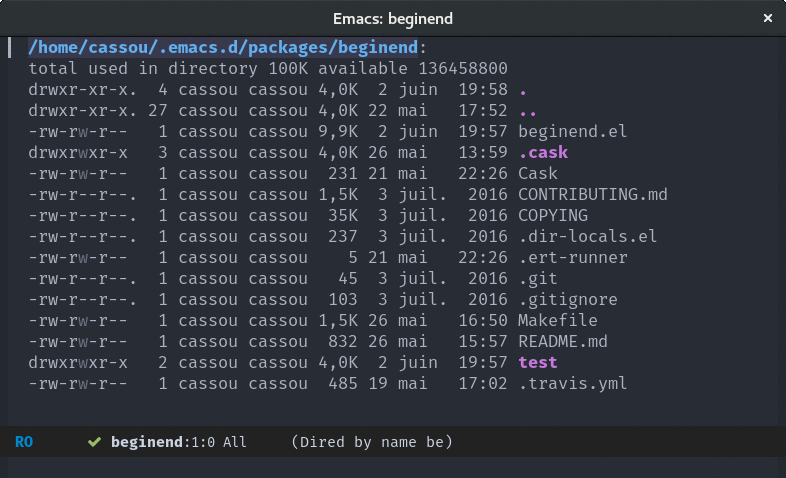 Emacs: beginend ×
/home/cassou/.emacs.d/packages/beginend:
total used in directory 100K available 136458800
drwxr-xr-x. 4 cassou cassou 4,0K 2 juin 19:58 .
drwxr-xr-x. 27 cassou cassou 4,0K 22 mai 17:52 ..
-rw-rw-r-- 1 cassou cassou 9,9K 2 juin 19:57 beginend.el
drwxrwxr-x 3 cassou cassou 4,0K 26 mai 13:59 .cask
-rw-rw-r-- 1 cassou cassou 231 21 mai 22:26 Cask
-rw-r--r--. 1 cassou cassou 1,5K 3 juil. 2016 CONTRIBUTING.md
-rw-r--r--. 1 cassou cassou 35K 3 juil. 2016 COPYING
-rw-r--r--. 1 cassou cassou 237 3 juil. 2016 .dir-locals.el
-rw-rw-r-- 1 cassou cassou 5 21 mai 22:26 .ert-runner
-rw-r--r--. 1 cassou cassou 45 3 juil. 2016 .git
-rw-r--r--. 1 cassou cassou 103 3 juil. 2016 .gitignore
-rw-rw-r-- 1 cassou cassou 1,5K 26 mai 16:50 Makefile
-rw-rw-r-- 1 cassou cassou 832 26 mai 15:57 README.md
drwxrwxr-x 2 cassou cassou 4,0K 2 juin 19:57 test
-rw-rw-r-- 1 cassou cassou 485 19 mai 17:02 .travis.yml
RO ✔ beginend:1:0 All (Dired by name be)